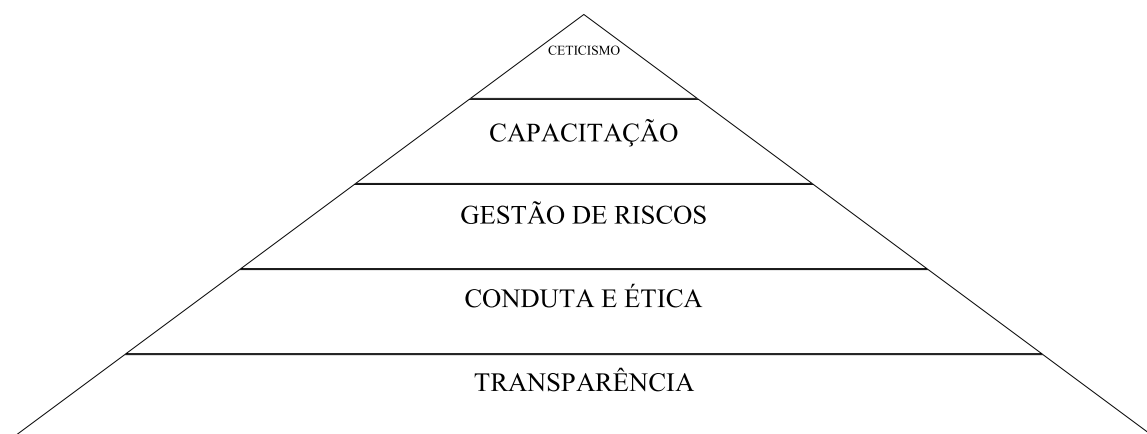 CETICISMO
CAPACITAÇÃO
GESTÃO DE RISCOS
CONDUTA E ÉTICA
TRANSPARÊNCIA